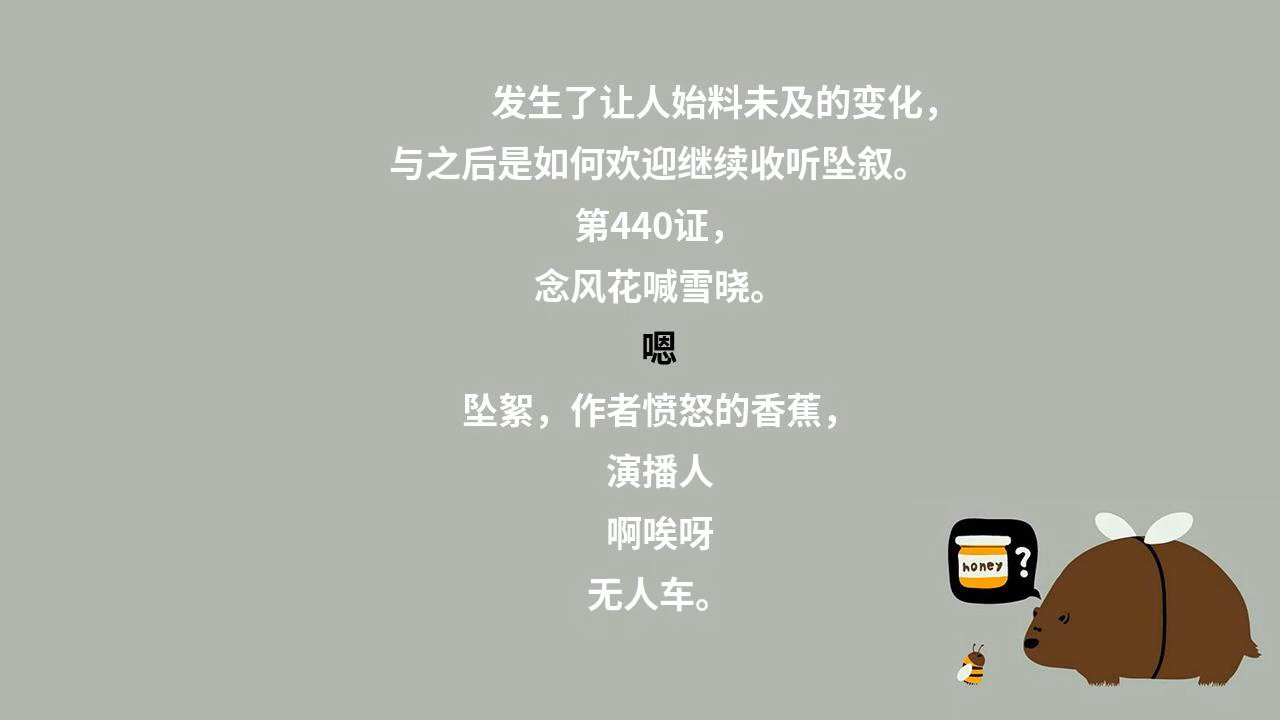 发生了让人始料未及的变化，
与之后是如何欢迎继续收听坠叙。
第440证，
念风花喊雪晓。
嗯
坠絮，作者愤怒的香蕉，
演播人
啊唉呀
无人车。
honey
?